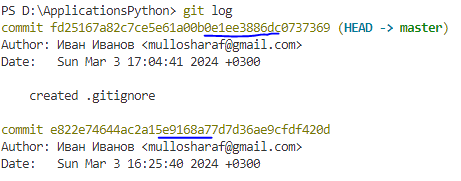 PS D:\ApplicationsPython> git log
commit fd25167a82c7ce5e61a00b0e1ee3886dc0737369 (HEAD -> master)
Author: Иван Иванов <mullosharaf@gmail.com>
Date:   Sun Mar 3 17:04:41 2024 +0300
    created .gitignore
commit e822e74644ac2a15e9168a77d7d36ae9cfdf420d
Author: Иван Иванов <mullosharaf@gmail.com>
Date:   Sun Mar 3 16:25:40 2024 +0300